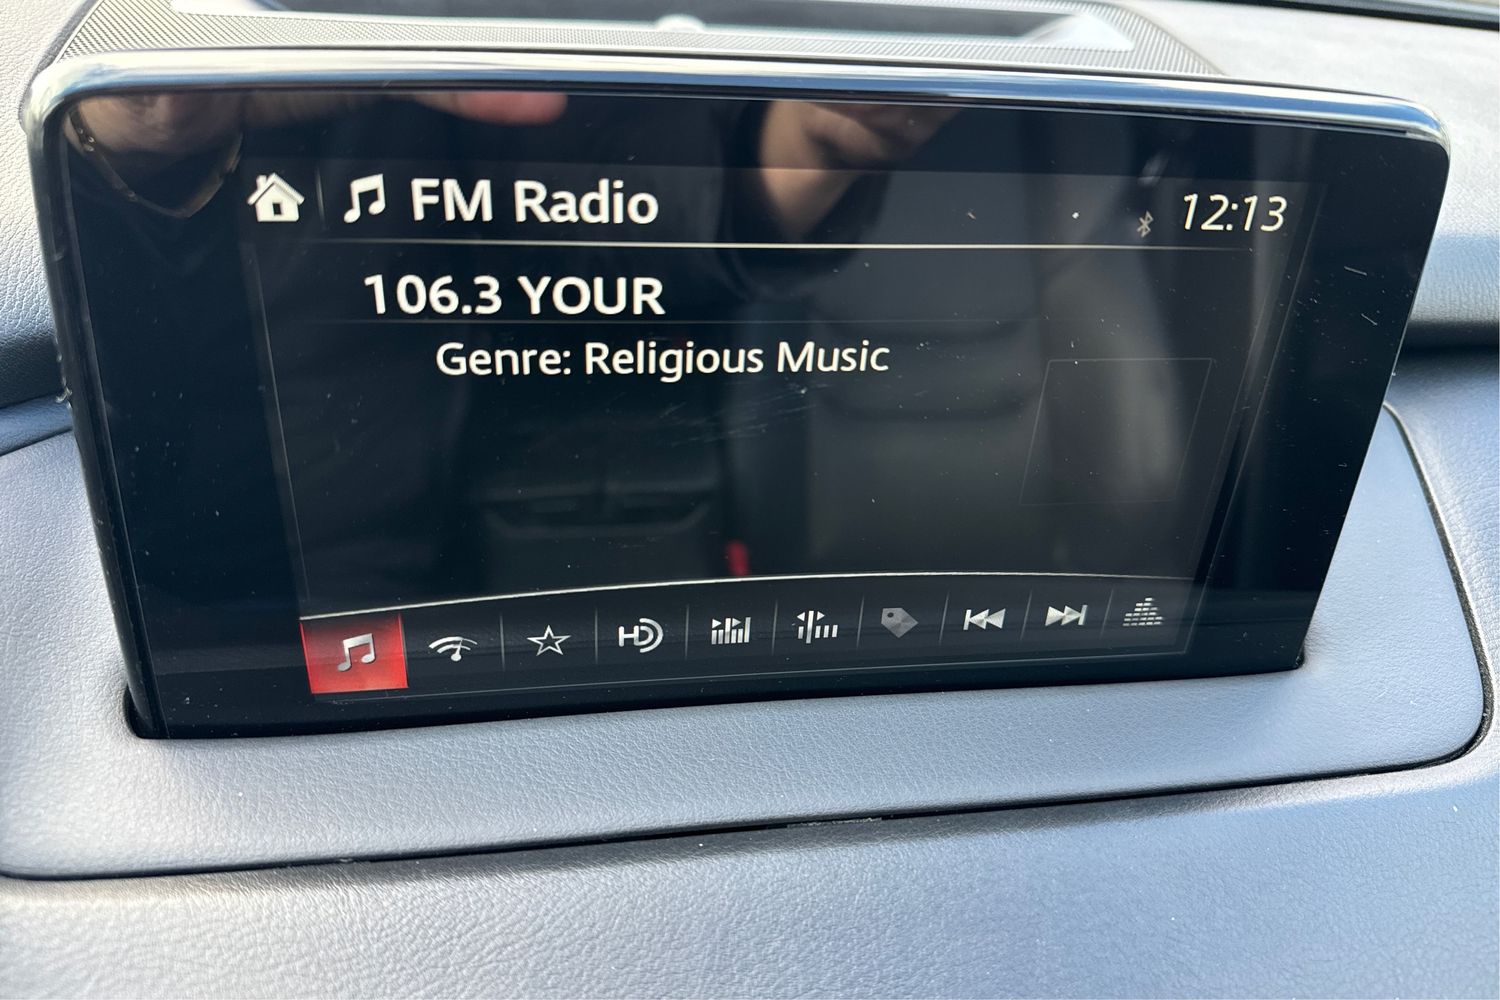 FM Radio
12:13
106.3 YOUR
Genre: Religious Music
HD